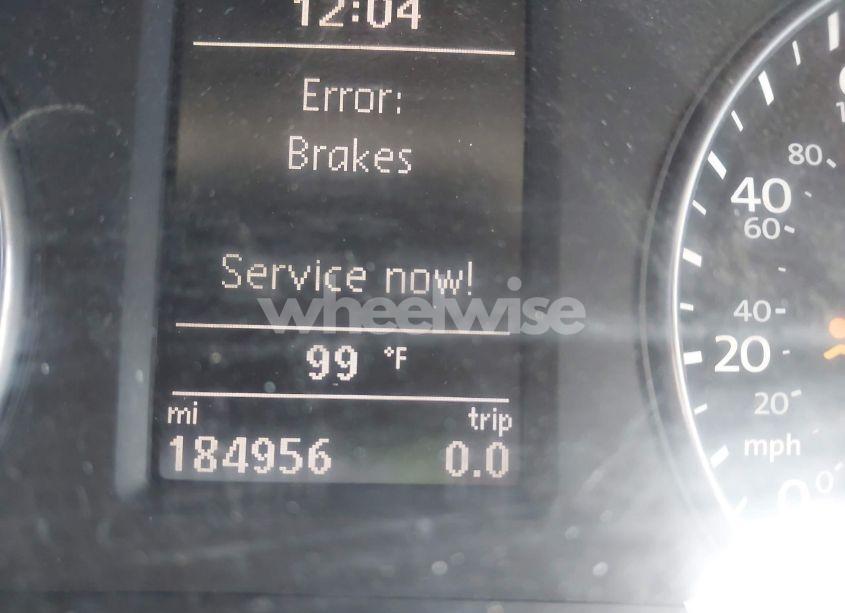 12:04
Error:
Brakes
Service now!
wheelwise
99 °F
mi trip
184956 0.0
80
40
60
40
20
20
mph
0